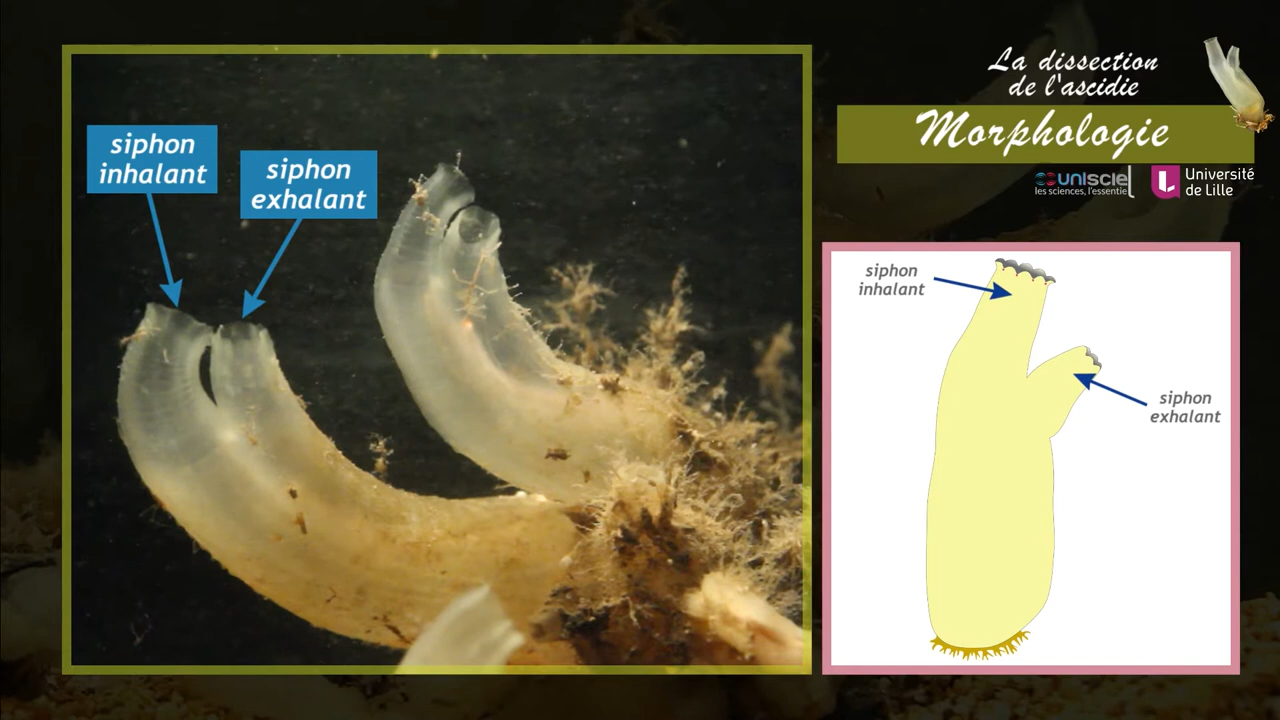 La dissection
de l'ascidie
Morphologie
unisciel
les sciences, l'essentiel
Université
de Lille
siphon
inhalant
siphon
exhalant
siphon
inhalant
siphon
exhalant